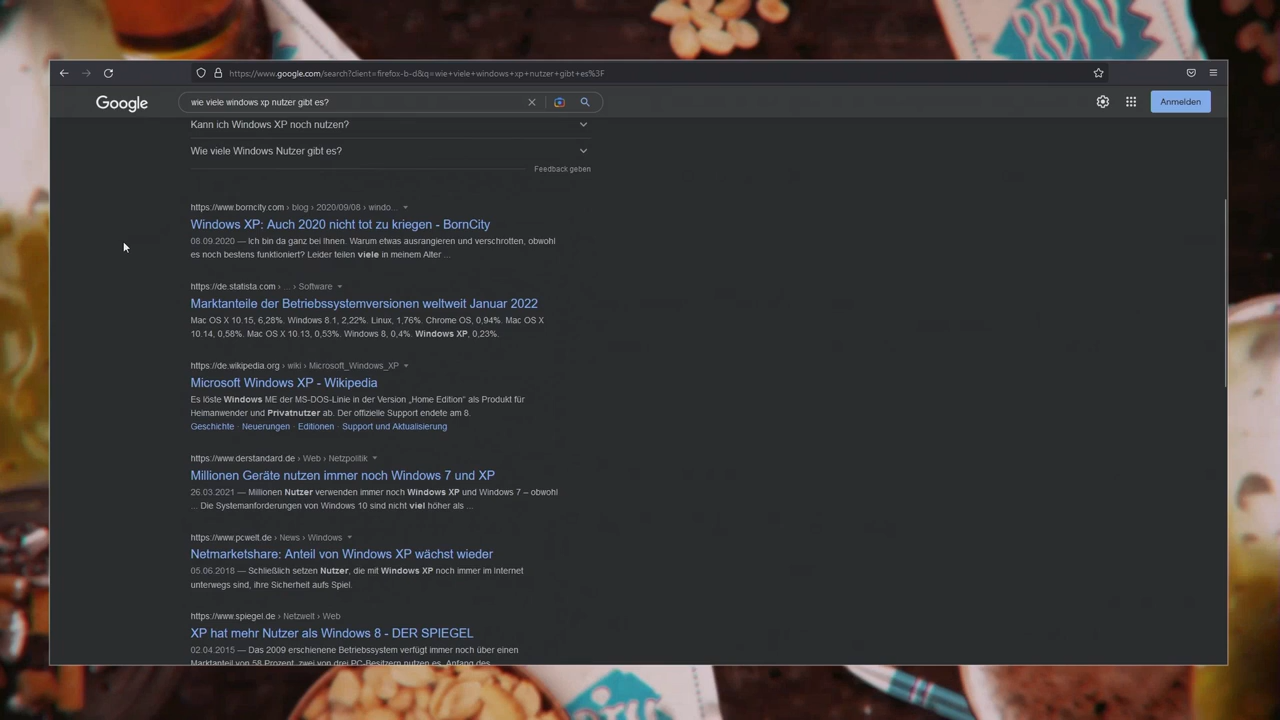 RBTV
https://www.google.com/search?client=firefox-b-d&q=wie+viele+windows+xp+nutzer+gibt+es%3F
Google
wie viele windows xp nutzer gibt es?
Anmelden
Kann ich Windows XP noch nutzen?
Wie viele Windows Nutzer gibt es?
Feedback geben
https://www.borncity.com › blog › 2020/09/08 › windo...
Windows XP: Auch 2020 nicht tot zu kriegen - BornCity
08.09.2020 — Ich bin da ganz bei Ihnen. Warum etwas ausrangieren und verschrotten, obwohl
es noch bestens funktioniert? Leider teilen viele in meinem Alter ...
https://de.statista.com › ... › Software
Marktanteile der Betriebssystemversionen weltweit Januar 2022
Mac OS X 10.15, 6,28%. Windows 8.1, 2,22%. Linux, 1,76%. Chrome OS, 0,94%. Mac OS X
10.14, 0,58%. Mac OS X 10.13, 0,53%. Windows 8, 0,4%. Windows XP, 0,23%.
https://de.wikipedia.org › wiki › Microsoft_Windows_XP
Microsoft Windows XP - Wikipedia
Es löste Windows ME der MS-DOS-Linie in der Version „Home Edition“ als Produkt für
Heimanwender und Privatnutzer ab. Der offizielle Support endete am 8.
Geschichte · Neuerungen · Editionen · Support und Aktualisierung
https://www.derstandard.de › Web › Netzpolitik
Millionen Geräte nutzen immer noch Windows 7 und XP
26.03.2021 — Millionen Nutzer verwenden immer noch Windows XP und Windows 7 – obwohl
... Die Systemanforderungen von Windows 10 sind nicht viel höher als ...
https://www.pcwelt.de › News › Windows
Netmarketshare: Anteil von Windows XP wächst wieder
05.06.2018 — Schließlich setzen Nutzer, die mit Windows XP noch immer im Internet
unterwegs sind, ihre Sicherheit aufs Spiel.
https://www.spiegel.de › Netzwelt › Web
XP hat mehr Nutzer als Windows 8 - DER SPIEGEL
02.04.2015 — Das 2009 erschienene Betriebssystem verfügt immer noch über einen
Marktanteil von 58 Prozent, zwei von drei PC-Besitzern nutzen es. Anfang des